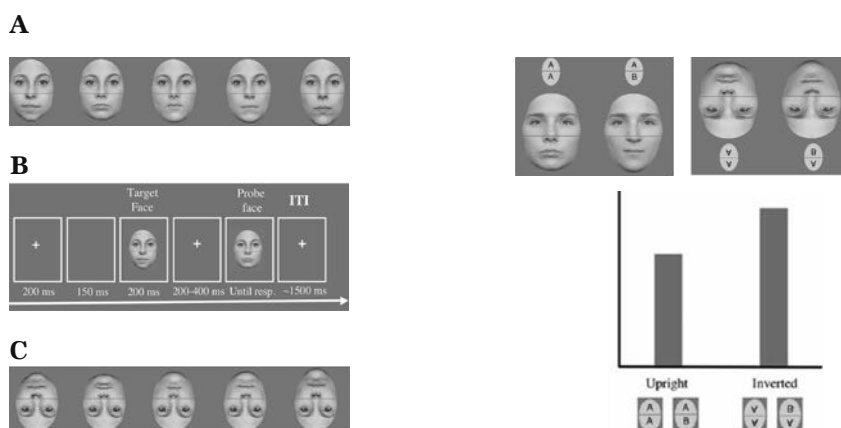 A
B
Target
Face
Probe
face
ITI
+
+
+
200 ms
150 ms
200 ms
200-400 ms
Until resp.
~1500 ms
C
A
A
A
B
A
A
B
A
Upright
Inverted
A
A
A
B
A
A
B
A